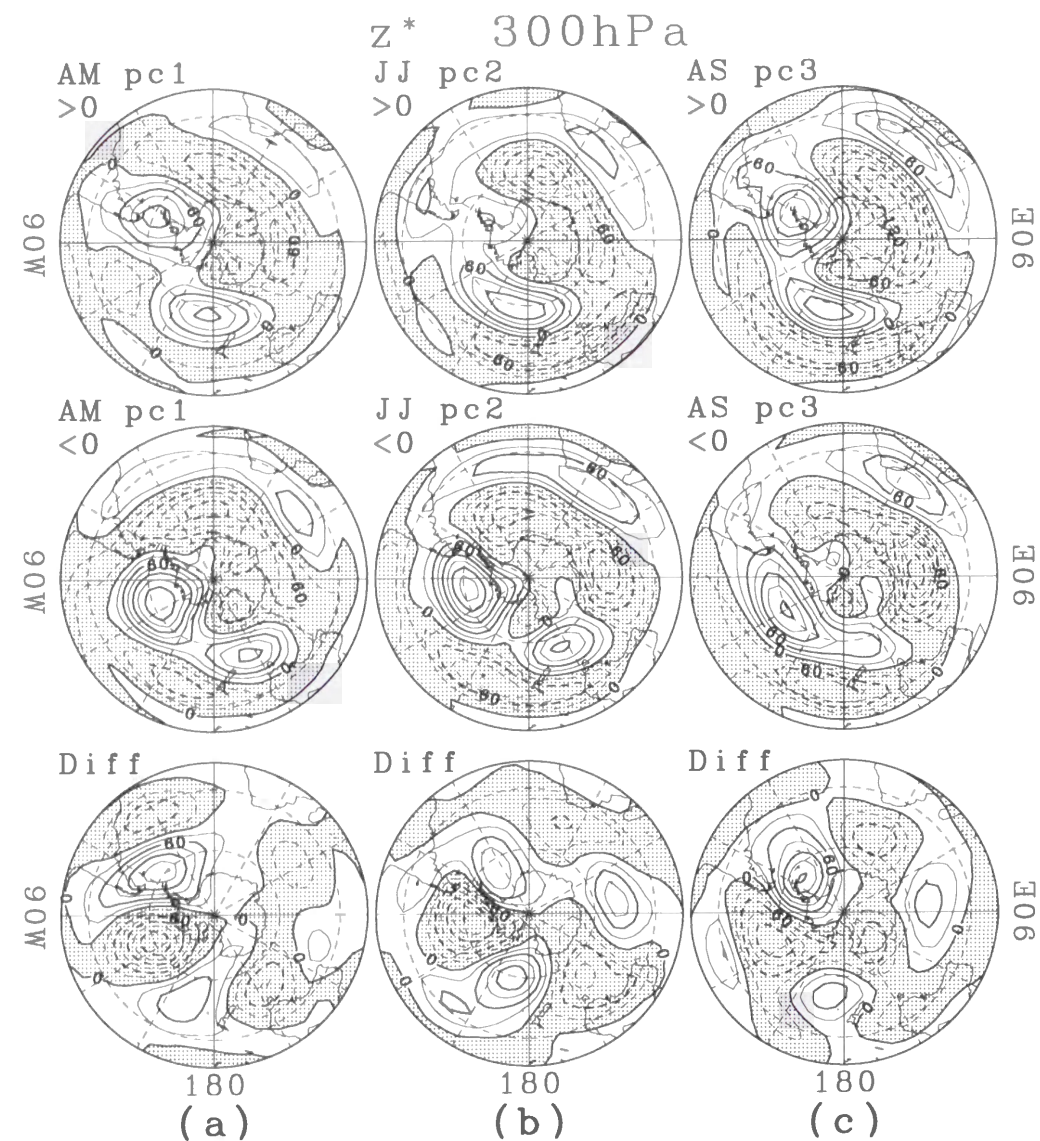 z* 300hPa
AM pc1 JJ pc2 AS pc3
>0 >0 >0
90W 90E
AM pc1 JJ pc2 AS pc3
<0 <0 <0
90W 90E
Diff Diff Diff
90W 90E
180 180 180
(a) (b) (c)